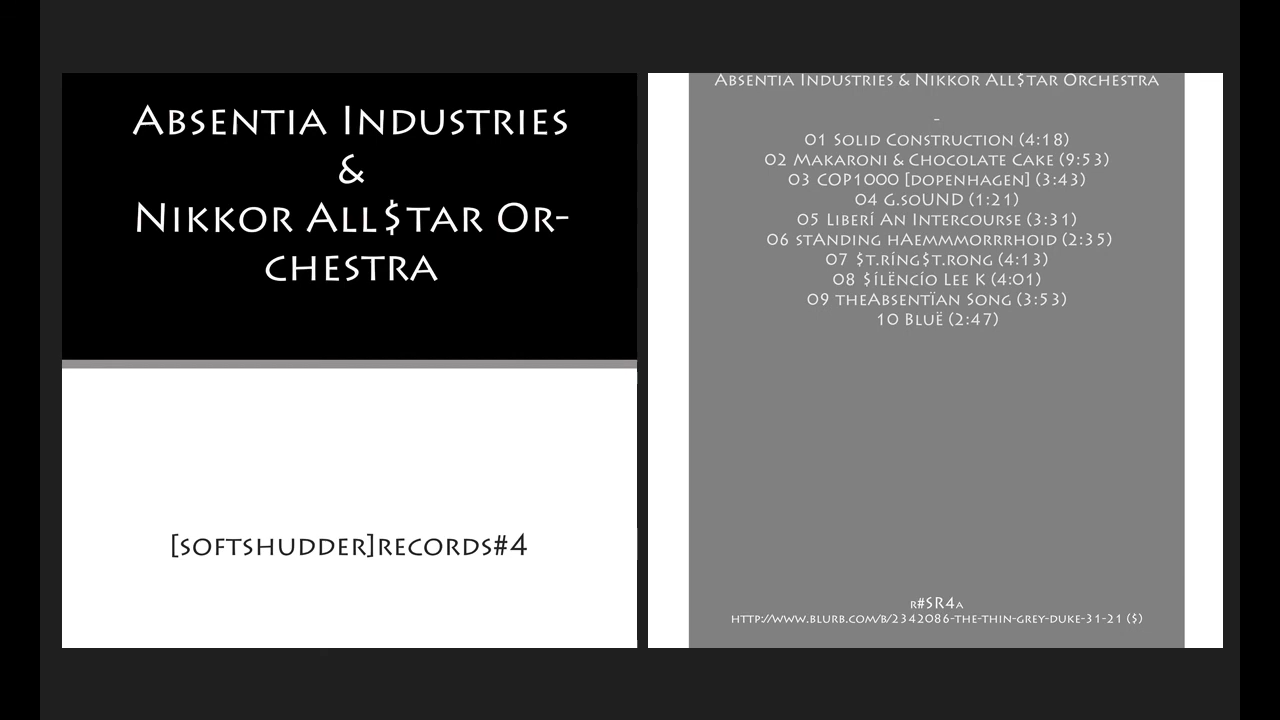 Absentia Industries
&
Nikkor All$tar Or-
chestra
[softshudder]records#4
Absentia Industries & Nikkor All$tar Orchestra
-
01 Solid Construction (4:18)
02 Makaroni & Chocolate Cake (9:53)
03 COP1000 [dopenhagen] (3:43)
04 G.soUND (1:21)
05 Liberí An Intercourse (3:31)
06 stAnding hAemmmorrrhoid (2:35)
07 $t.ríng$t.rong (4:13)
08 $ílëncío Lee K (4:01)
09 theAbsentïan Song (3:53)
10 Bluë (2:47)
r#SR4a
http://www.blurb.com/b/2342086-the-thin-grey-duke-31-21 ($)